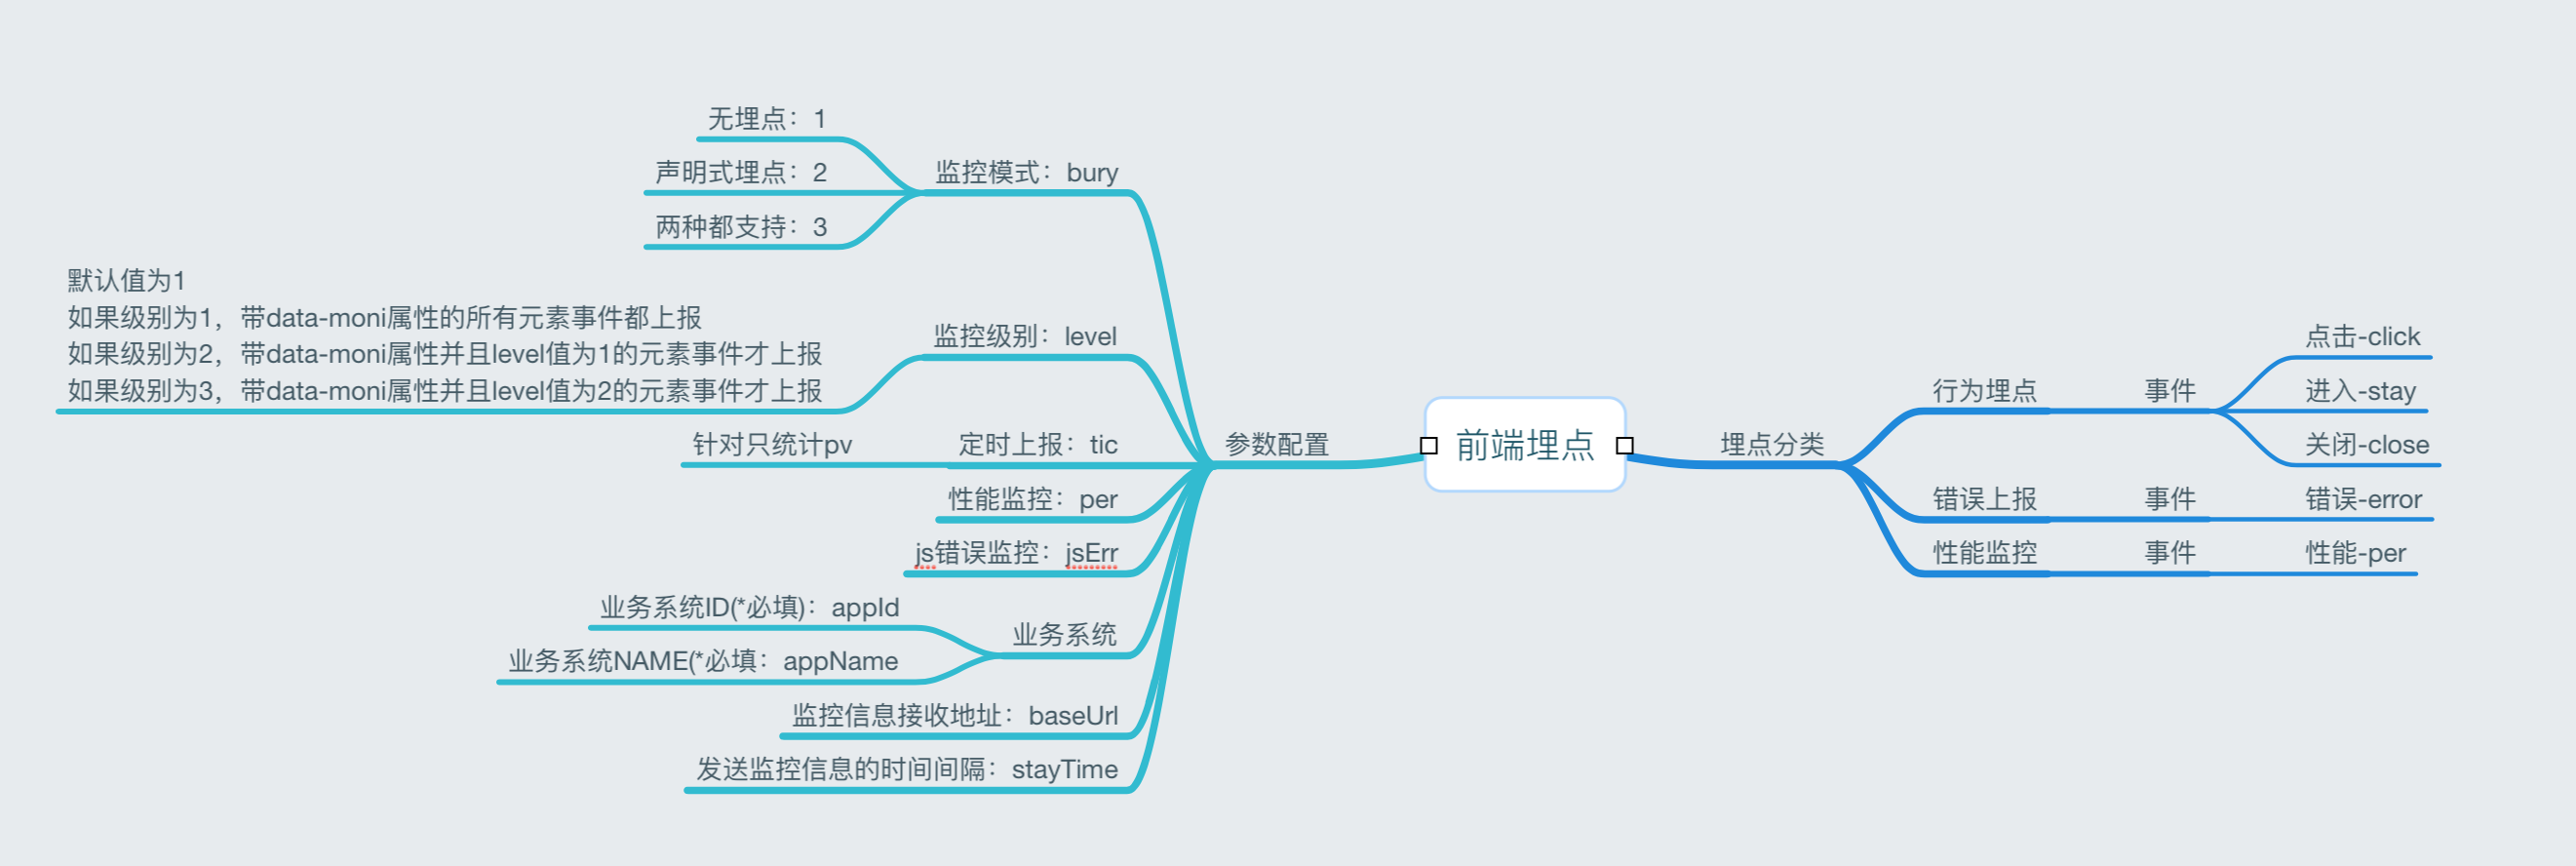 无埋点：1
声明式埋点：2
两种都支持：3
监控模式：bury
默认值为1
如果级别为1，带data-moni属性的所有元素事件都上报
如果级别为2，带data-moni属性并且level值为1的元素事件才上报
如果级别为3，带data-moni属性并且level值为2的元素事件才上报
监控级别：level
针对只统计pv
定时上报：tic
性能监控：per
js错误监控：jsErr
业务系统ID(*必填)：appId
业务系统NAME(*必填：appName
业务系统
监控信息接收地址：baseUrl
发送监控信息的时间间隔：stayTime
参数配置
前端埋点
埋点分类
行为埋点
事件
点击-click
进入-stay
关闭-close
错误上报
事件
错误-error
性能监控
事件
性能-per